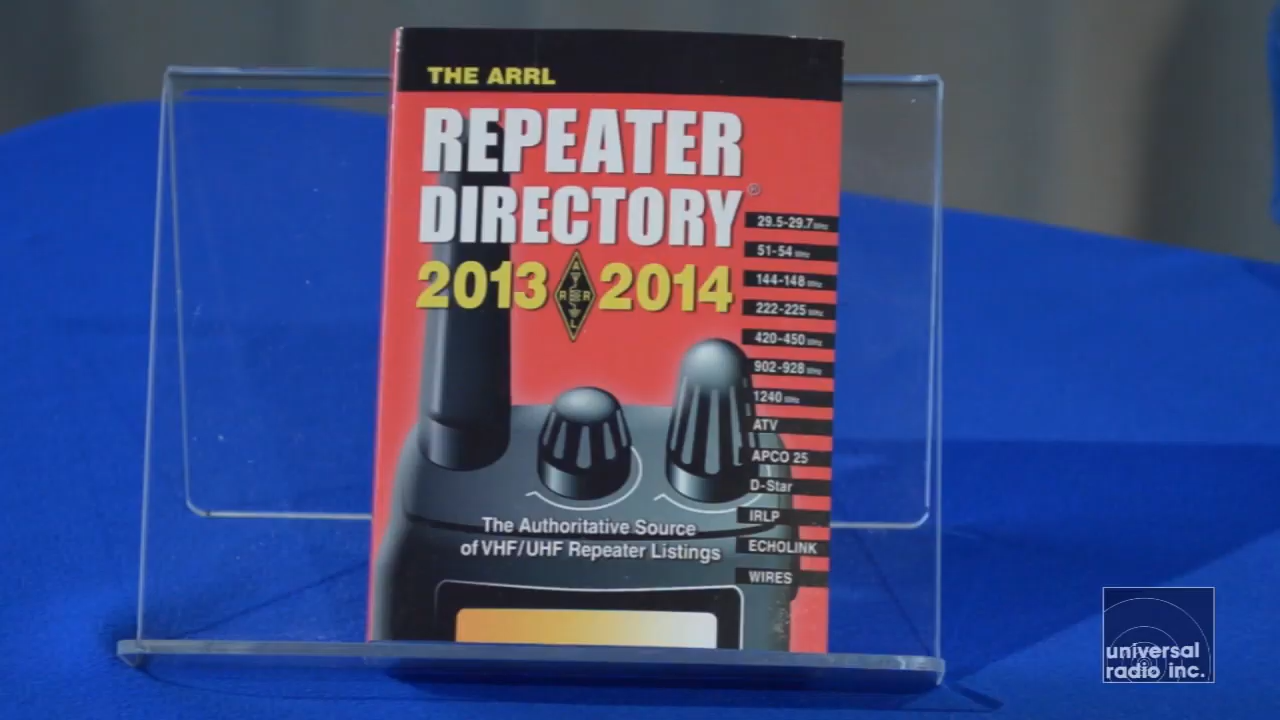 THE ARRL
REPEATER
DIRECTORY®
2013 2014
ARRL
29.5-29.7 MHz
51-54 MHz
144-148 MHz
222-225 MHz
420-450 MHz
902-928 MHz
1240 MHz
ATV
APCO 25
D-Star
IRLP
ECHOLINK
WIRES
The Authoritative Source
of VHF/UHF Repeater Listings
universal
radio inc.